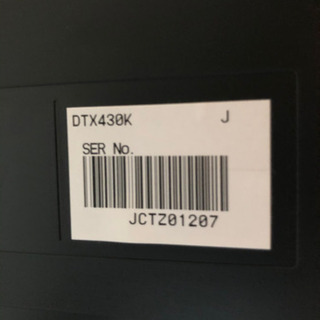 DTX430K J
SER No.
JCTZ01207